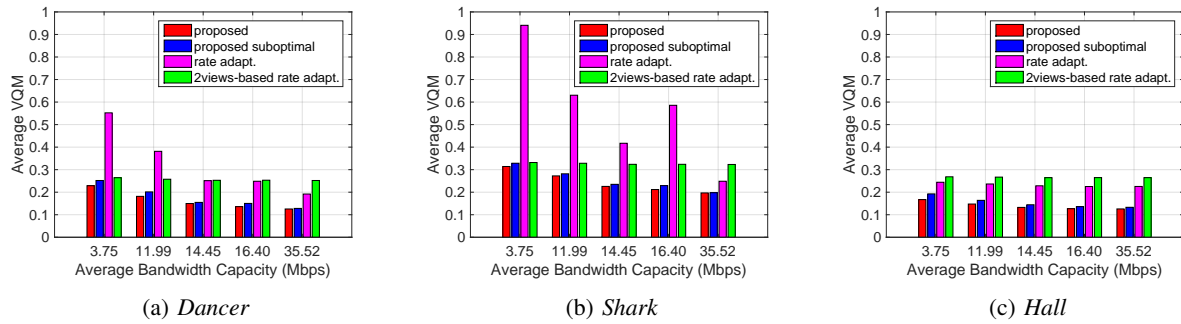 1
0.9
0.8
0.7
0.6
0.5
0.4
0.3
0.2
0.1
0
Average VQM
proposed
proposed suboptimal
rate adapt.
2views-based rate adapt.
3.75 11.99 14.45 16.40 35.52
Average Bandwidth Capacity (Mbps)
(a) Dancer
1
0.9
0.8
0.7
0.6
0.5
0.4
0.3
0.2
0.1
0
Average VQM
proposed
proposed suboptimal
rate adapt.
2views-based rate adapt.
3.75 11.99 14.45 16.40 35.52
Average Bandwidth Capacity (Mbps)
(b) Shark
1
0.9
0.8
0.7
0.6
0.5
0.4
0.3
0.2
0.1
0
Average VQM
proposed
proposed suboptimal
rate adapt.
2views-based rate adapt.
3.75 11.99 14.45 16.40 35.52
Average Bandwidth Capacity (Mbps)
(c) Hall